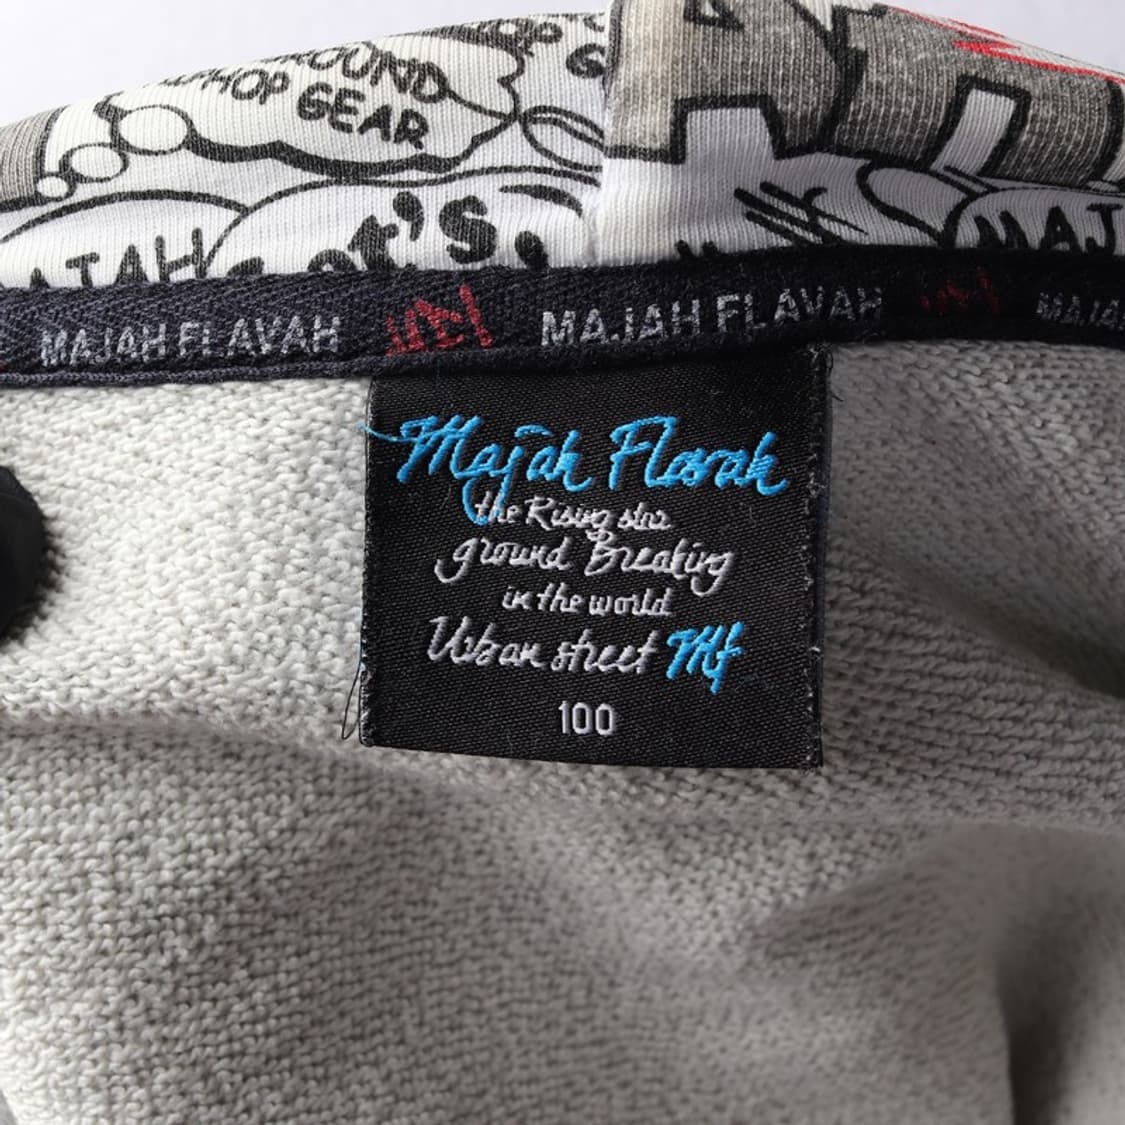 GROUND
HOP GEAR
MAJAH FLAVAH MAJAH FLAVAH
Majah Flavah
the Rising star
ground Breaking
in the world
Urban street Mf
100